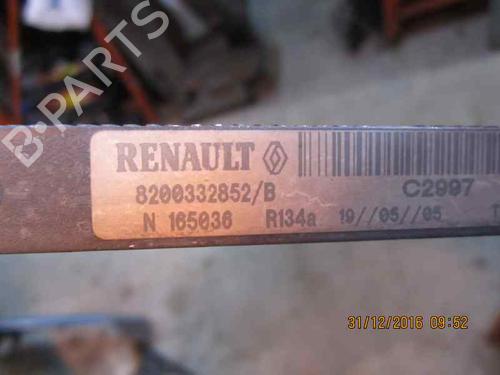 B-PARTS
RENAULT
8200332852/B C2997
N 165036 R134a 19//05//05
31/12/2016 09:52